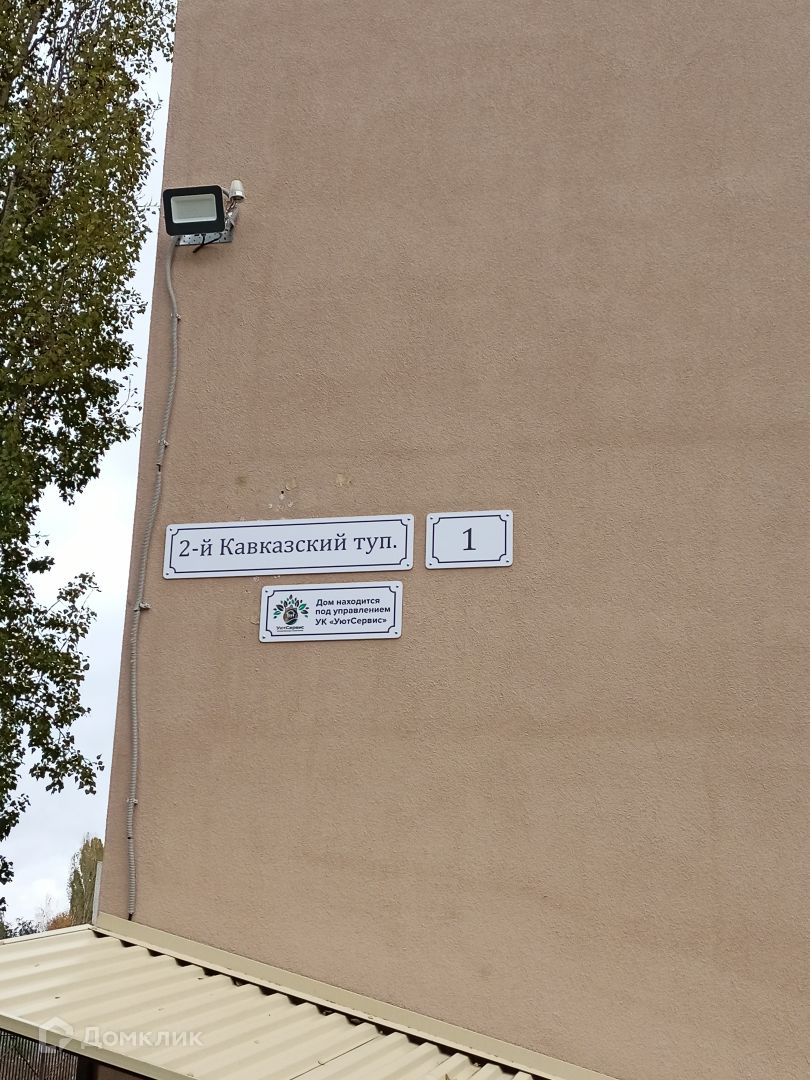 2-й Кавказский туп.
1
Дом находится
под управлением
УК «УютСервис»
УютСервис
Домклик